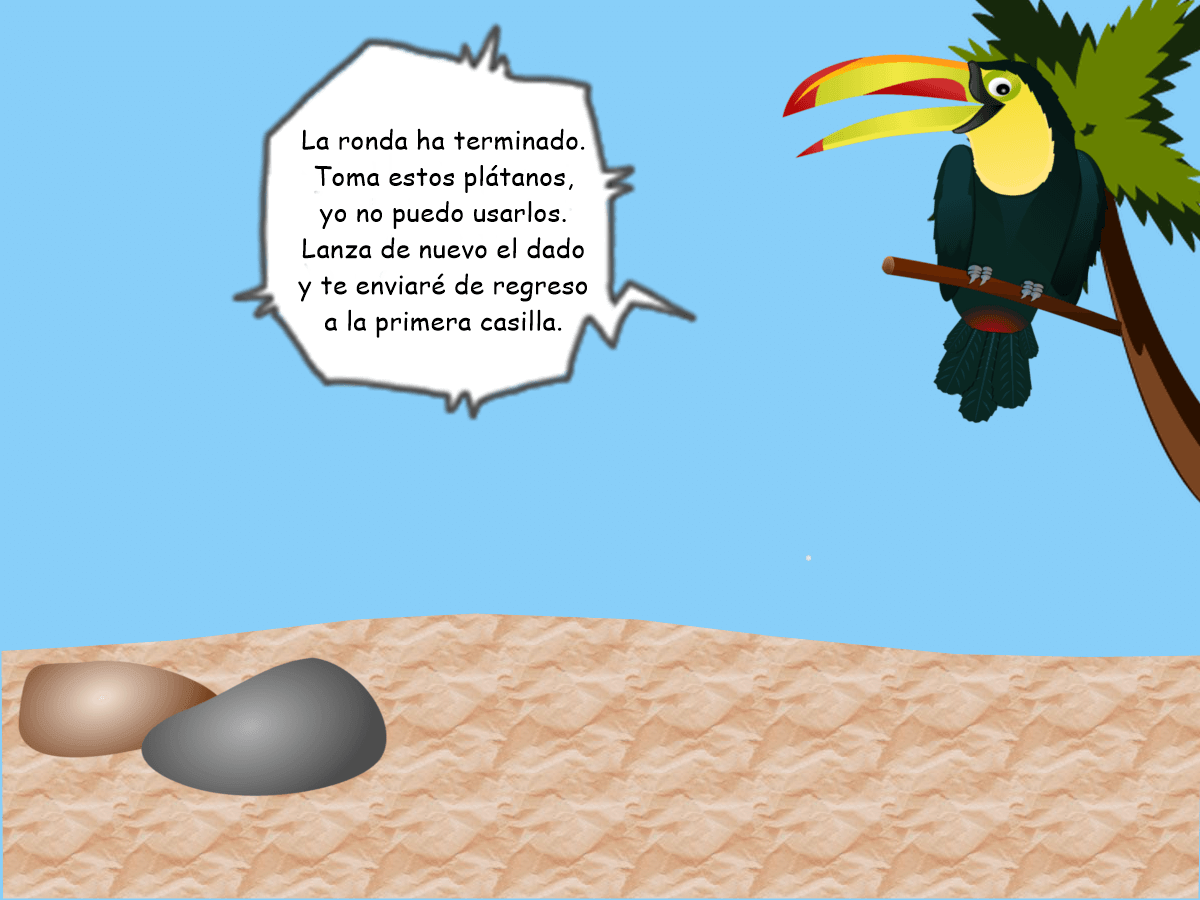 La ronda ha terminado.
Toma estos plátanos,
yo no puedo usarlos.
Lanza de nuevo el dado
y te enviaré de regreso
a la primera casilla.